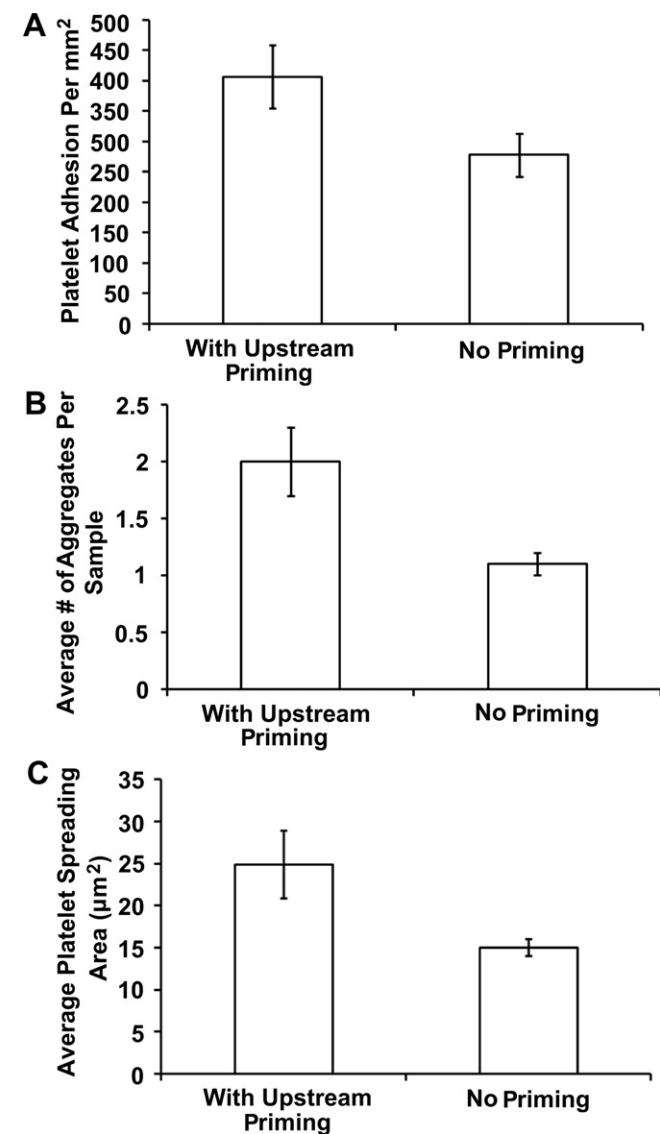 A
Platelet Adhesion Per mm²
500
450
400
350
500
250
200
150
100
50
0
With Upstream
Priming
No Priming
B
Average # of Aggregates Per
Sample
2.5
2
1.5
1
0.5
0
With Upstream
Priming
No Priming
C
Average Platelet Spreading
Area (µm²)
35
30
25
20
15
10
5
0
With Upstream
Priming
No Priming